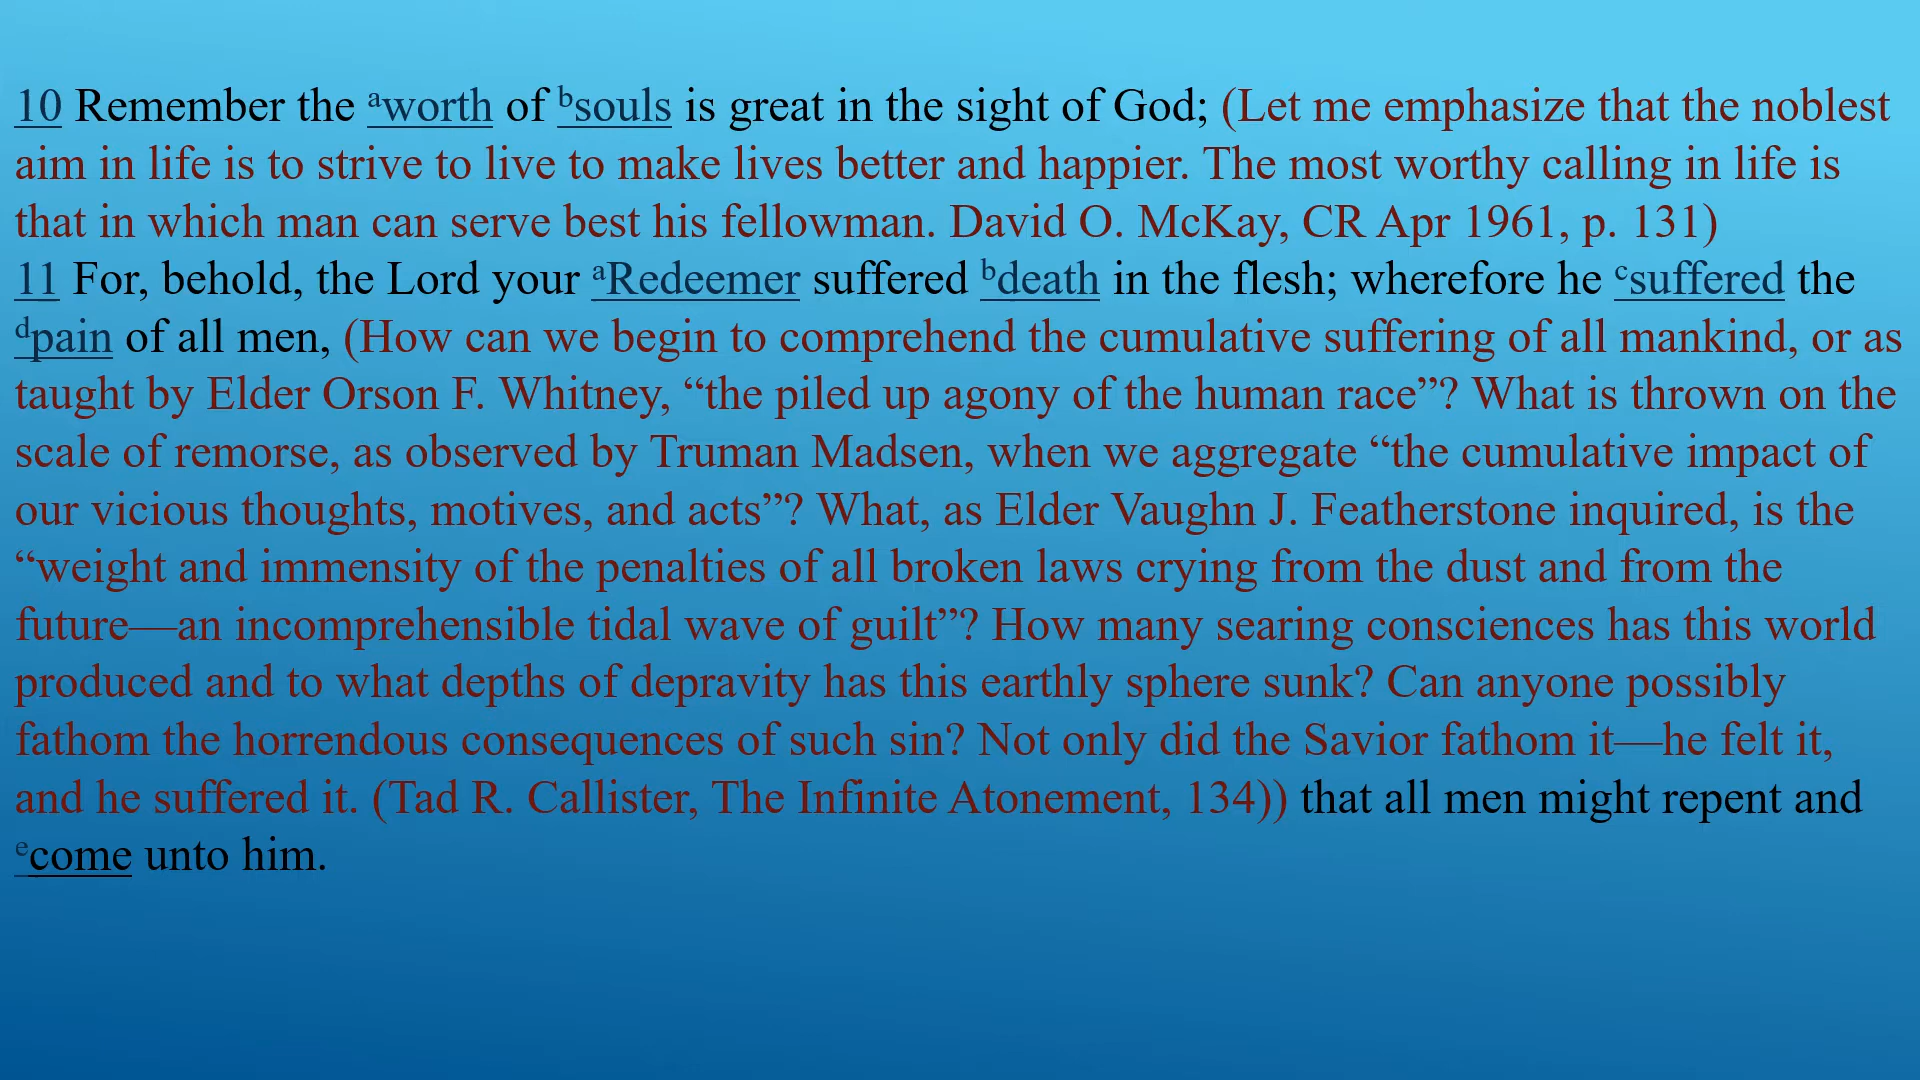 10 Remember the aworth of bsouls is great in the sight of God; (Let me emphasize that the noblest
aim in life is to strive to live to make lives better and happier. The most worthy calling in life is
that in which man can serve best his fellowman. David O. McKay, CR Apr 1961, p. 131)
11 For, behold, the Lord your aRedeemer suffered bdeath in the flesh; wherefore he csuffered the
dpain of all men, (How can we begin to comprehend the cumulative suffering of all mankind, or as
taught by Elder Orson F. Whitney, “the piled up agony of the human race”? What is thrown on the
scale of remorse, as observed by Truman Madsen, when we aggregate “the cumulative impact of
our vicious thoughts, motives, and acts”? What, as Elder Vaughn J. Featherstone inquired, is the
“weight and immensity of the penalties of all broken laws crying from the dust and from the
future—an incomprehensible tidal wave of guilt”? How many searing consciences has this world
produced and to what depths of depravity has this earthly sphere sunk? Can anyone possibly
fathom the horrendous consequences of such sin? Not only did the Savior fathom it—he felt it,
and he suffered it. (Tad R. Callister, The Infinite Atonement, 134)) that all men might repent and
ecome unto him.